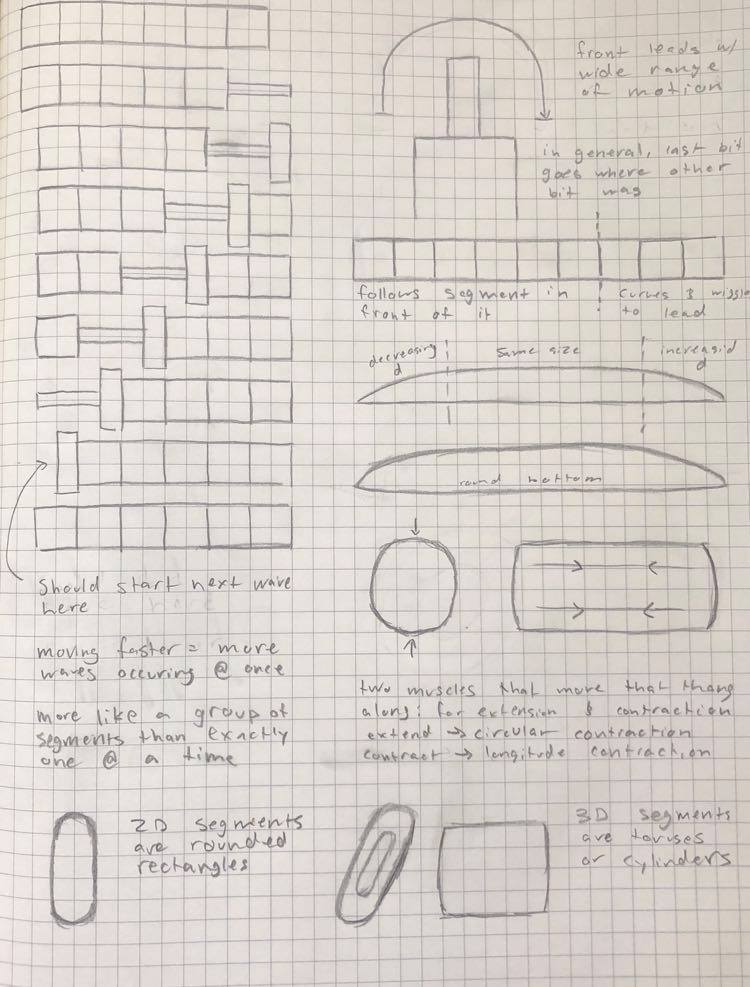 front leads w/
wide range
of motion
in general, last bit
goes where other
bit was
follows segment in
front of it
curves & wiggles
to lead
decreasing
d
same size
increasid
d
round bottom
should start next wave
here
moving faster = more
waves occuring @ once
more like a group of
segments than exactly
one @ a time
two muscles that move that thang
along: for extension & contraction
extend → circular contraction
contract → longitude contraction
2D segments
are rounded
rectangles
3D segments
are toruses
or cylinders